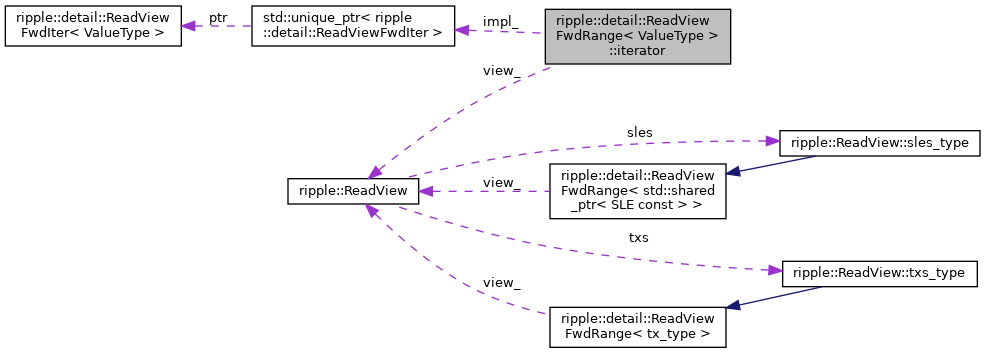 ripple::detail::ReadView
FwdIter< ValueType >
ptr
std::unique_ptr< ripple
::detail::ReadViewFwdIter >
impl_
ripple::detail::ReadView
FwdRange< ValueType >
::iterator
view_
sles
ripple::ReadView::sles_type
ripple::ReadView
view_
ripple::detail::ReadView
FwdRange< std::shared
_ptr< SLE const > >
txs
ripple::ReadView::txs_type
view_
ripple::detail::ReadView
FwdRange< tx_type >